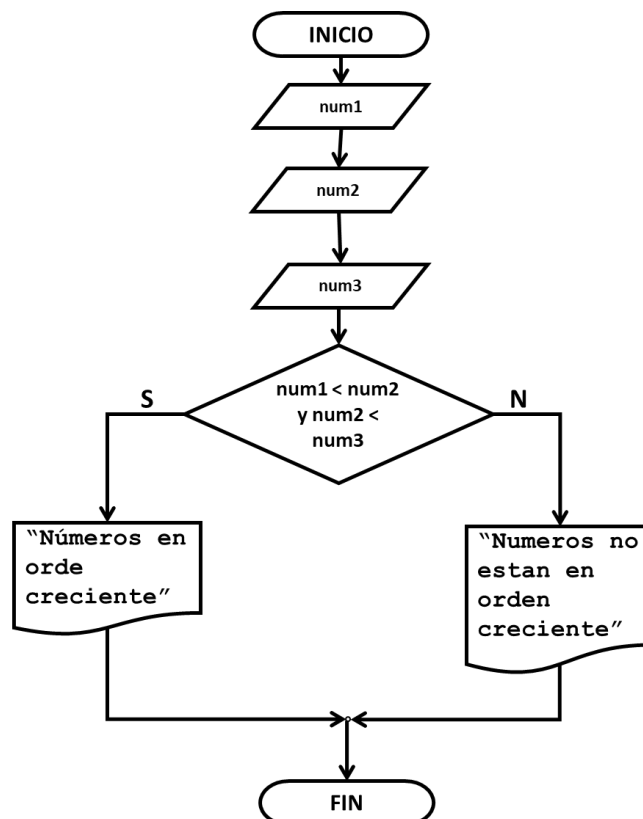 INICIO
num1
num2
num3
num1 < num2
y num2 <
num3
S
N
“Números en
orde
creciente”
“Numeros no
estan en
orden
creciente”
FIN